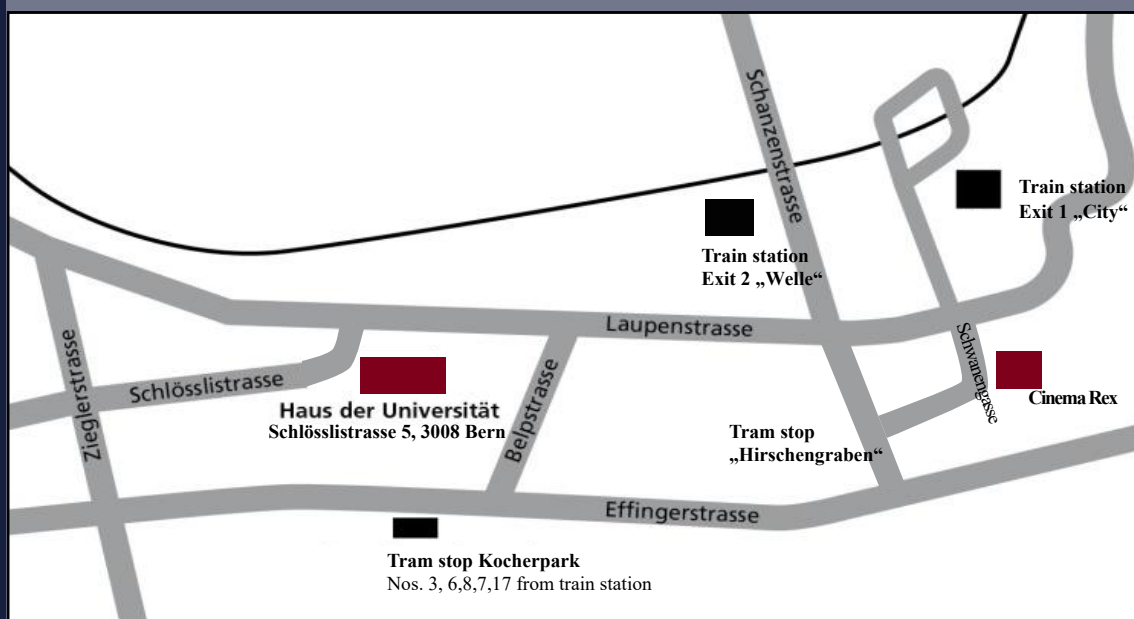 Schanzenstrasse
Train station
Exit 1 „City“
Train station
Exit 2 „Welle“
Laupenstrasse
Schwanengasse
Zieglerstrasse
Schlösslistrasse
Haus der Universität
Schlösslistrasse 5, 3008 Bern
Belpstrasse
Cinema Rex
Tram stop
„Hirschengraben“
Effingerstrasse
Tram stop Kocherpark
Nos. 3, 6,8,7,17 from train station